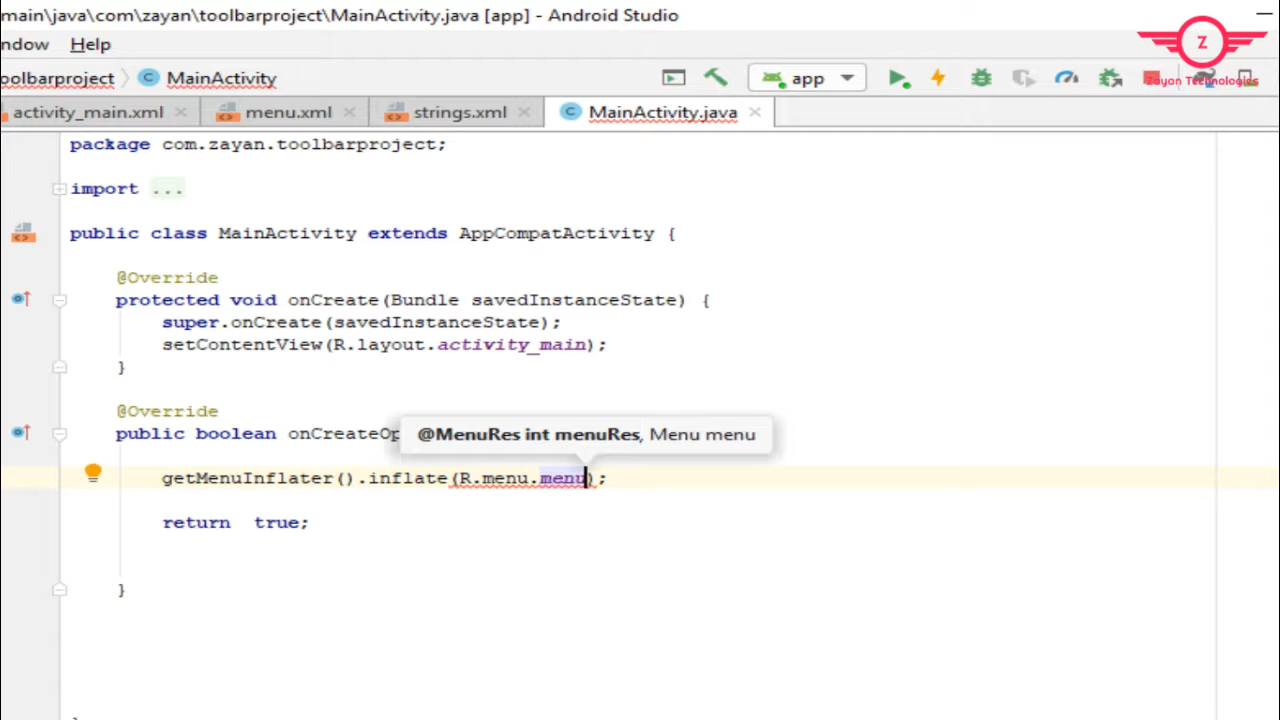 main\java\com\zayan\toolbarproject\MainActivity.java [app] - Android Studio
Z
Zayan Technologies
ndow Help
oolbarproject MainActivity
app
activity_main.xml menu.xml strings.xml MainActivity.java
package com.zayan.toolbarproject;
import ...
public class MainActivity extends AppCompatActivity {
@Override
protected void onCreate(Bundle savedInstanceState) {
super.onCreate(savedInstanceState);
setContentView(R.layout.activity_main);
}
@Override
public boolean onCreateOp
@MenuRes int menuRes, Menu menu
getMenuInflater().inflate(R.menu.menu);
return true;
}